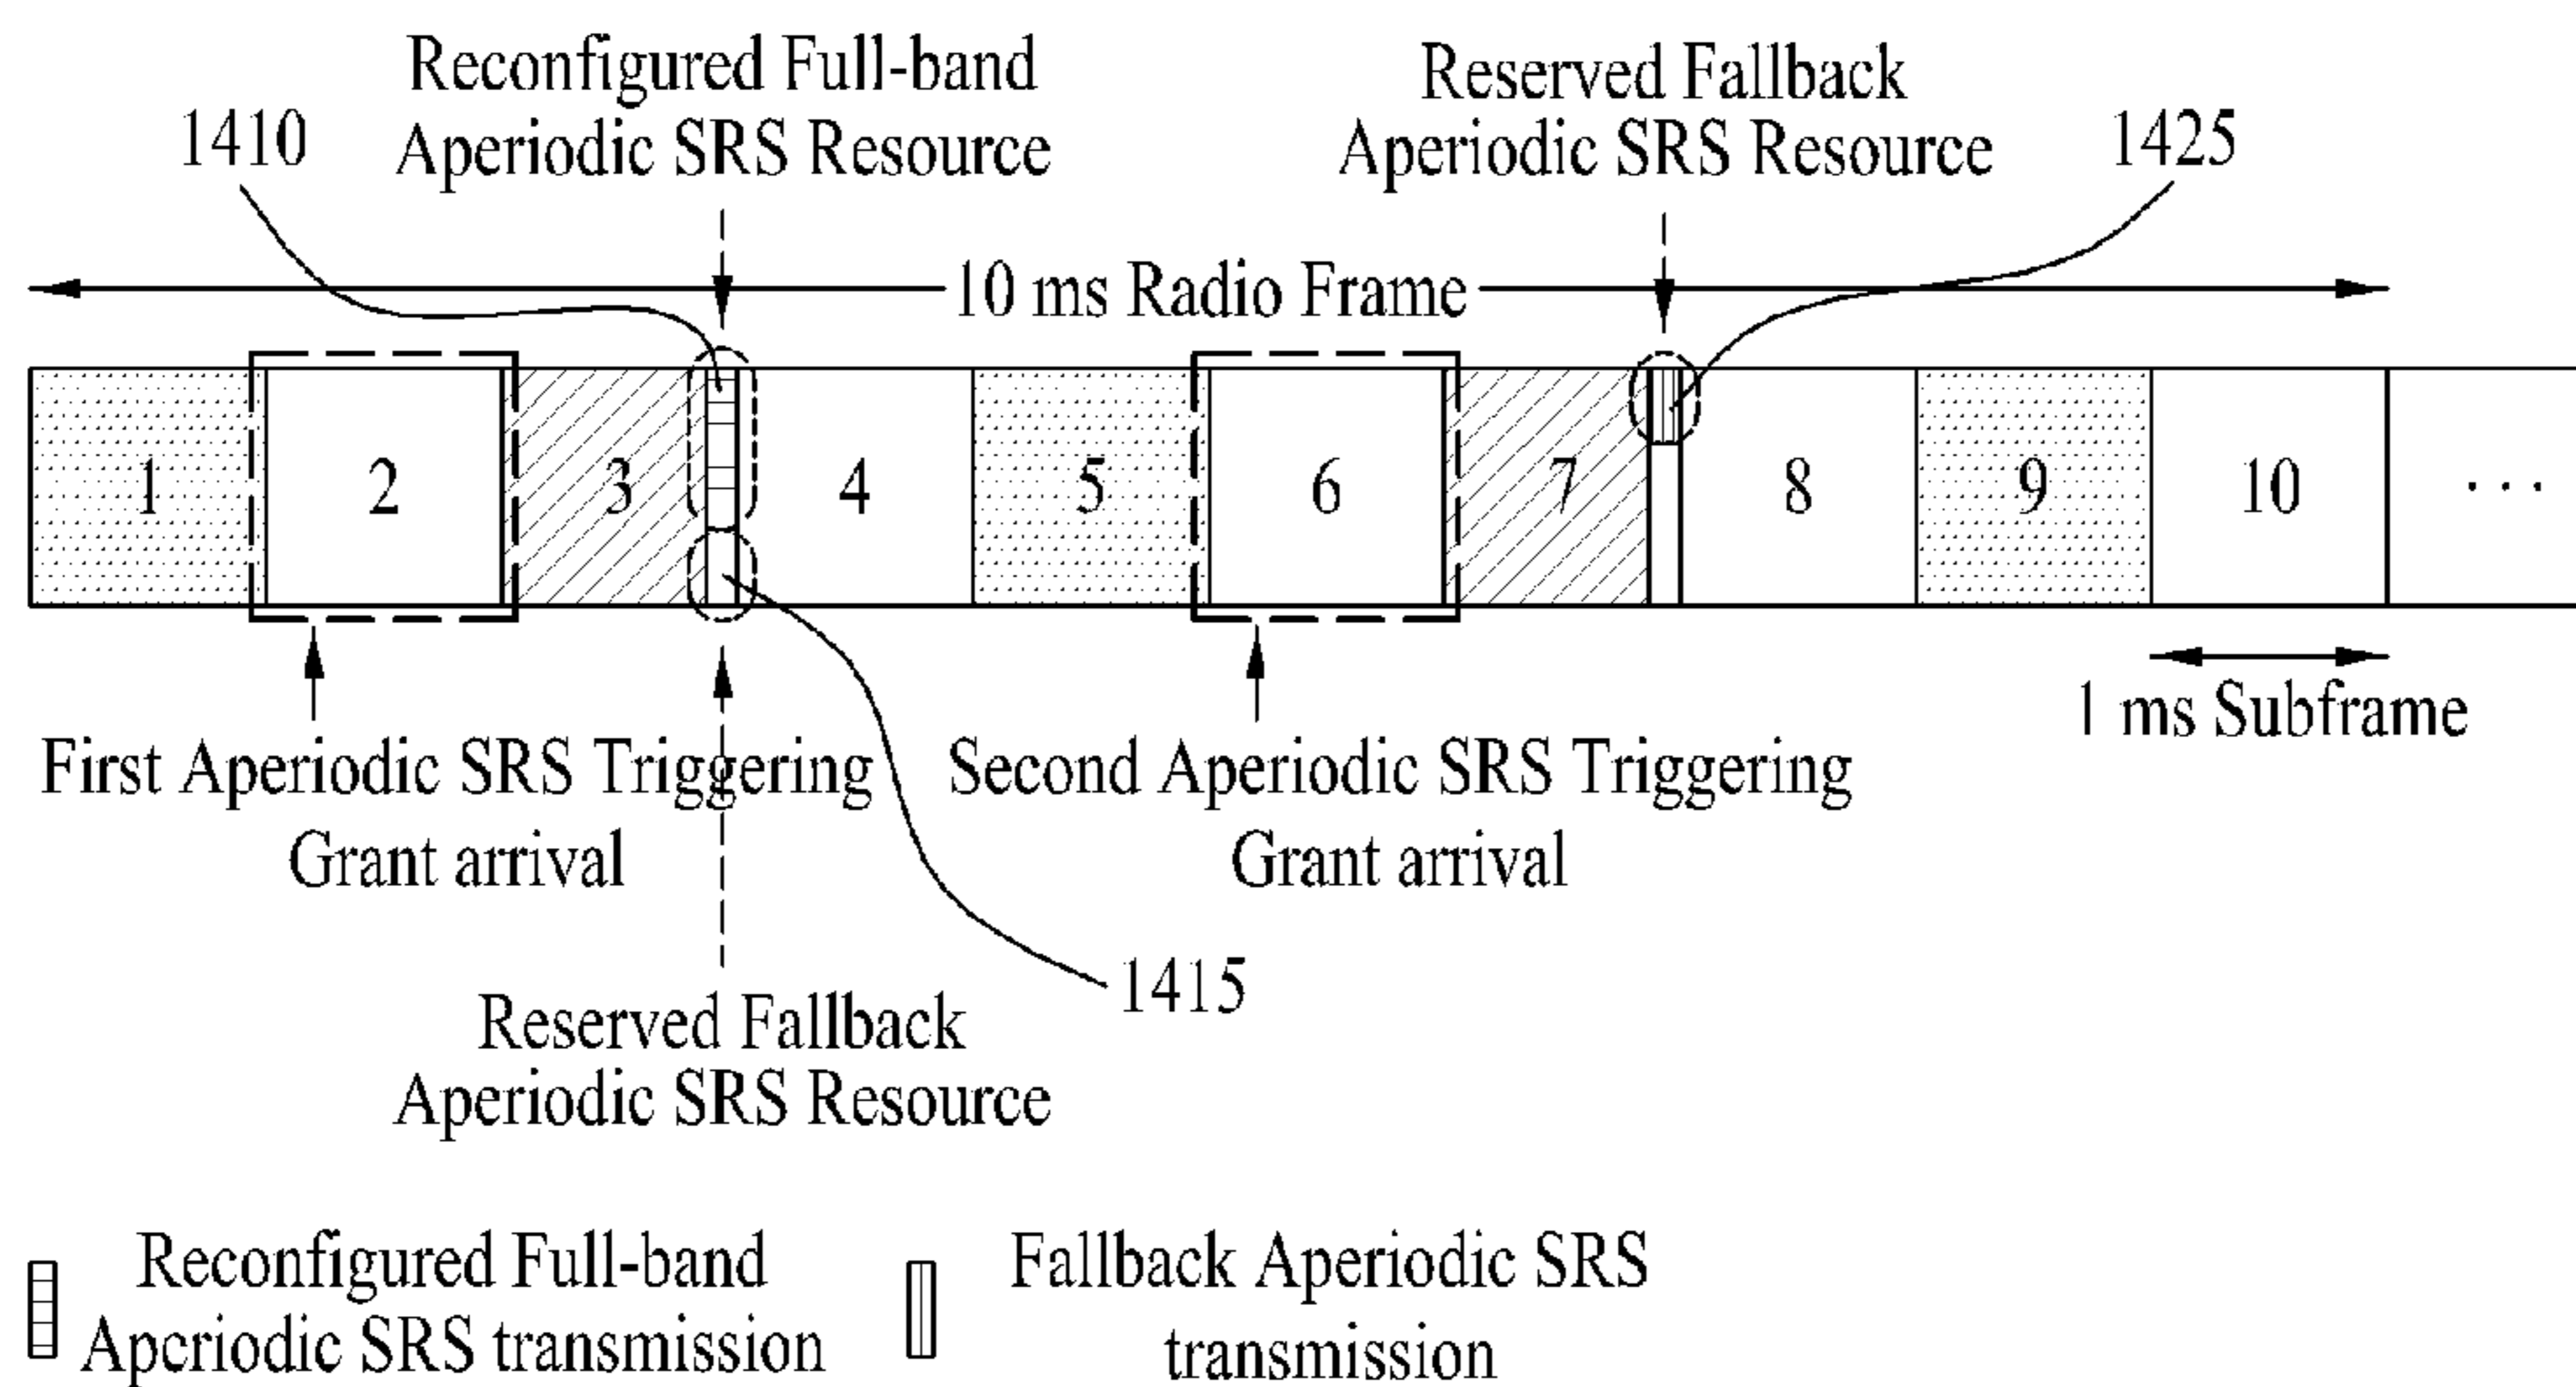 Reconfigured Full-band
Aperiodic SRS Resource
Reserved Fallback
Aperiodic SRS Resource
1410
1425
10 ms Radio Frame
1 2 3 4 5 6 7 8 9 10 ...
1 ms Subframe
First Aperiodic SRS Triggering
Grant arrival
Second Aperiodic SRS Triggering
Grant arrival
1415
Reserved Fallback
Aperiodic SRS Resource
Reconfigured Full-band
Aperiodic SRS transmission
Fallback Aperiodic SRS
transmission